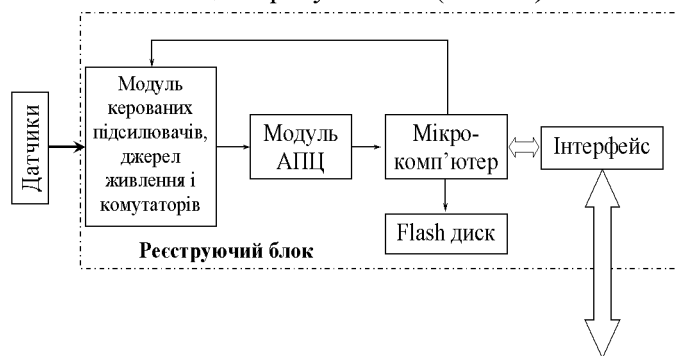 Датчики
Модуль
керованих
підсилювачів,
джерел
живлення і
комутаторів
Модуль
АПЦ
Мікро-
комп’ютер
Інтерфейс
Flash диск
Реєструючий блок